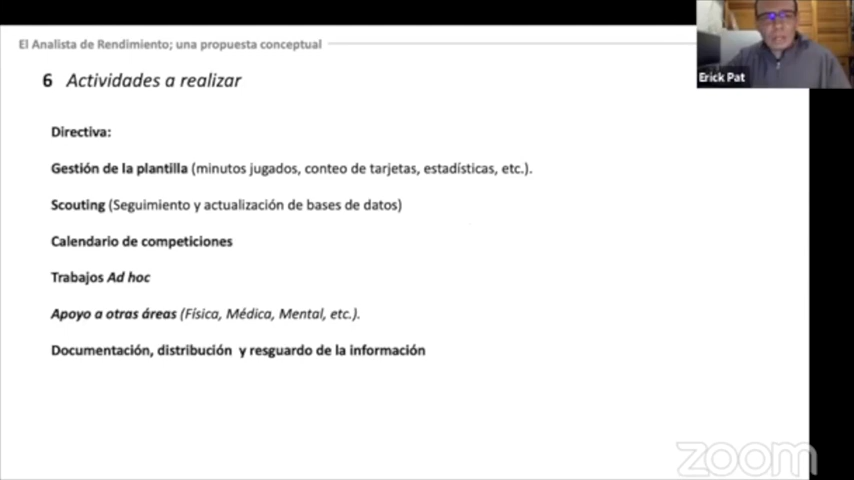 El Analista de Rendimiento; una propuesta conceptual
6 Actividades a realizar
Erick Pat
Directiva:
Gestión de la plantilla (minutos jugados, conteo de tarjetas, estadísticas, etc.).
Scouting (Seguimiento y actualización de bases de datos)
Calendario de competiciones
Trabajos Ad hoc
Apoyo a otras áreas (Física, Médica, Mental, etc.).
Documentación, distribución y resguardo de la información
zoom